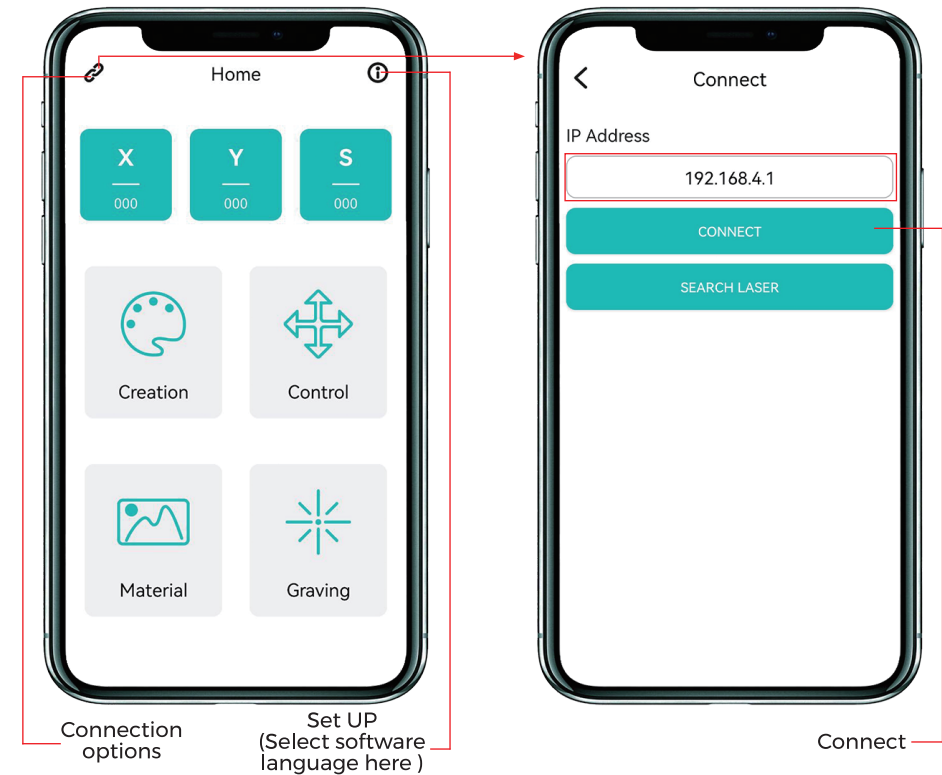 Home
X
000
Y
000
S
000
Creation
Control
Material
Graving
Connection
options
Set UP
(Select software
language here )
Connect
IP Address
192.168.4.1
CONNECT
SEARCH LASER
Connect